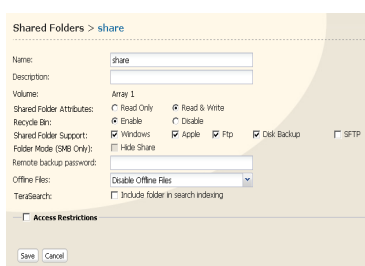 Shared Folders > share
Name: share
Description:
Volume: Array 1
Shared Folder Attributes: Read Only Read & Write
Recycle Bin: Enable Disable
Shared Folder Support: Windows Apple Ftp Disk Backup SFTP
Folder Mode (SMB Only): Hide Share
Remote backup password:
Offline Files: Disable Offline Files
TeraSearch: Include folder in search indexing
Access Restrictions
Save Cancel